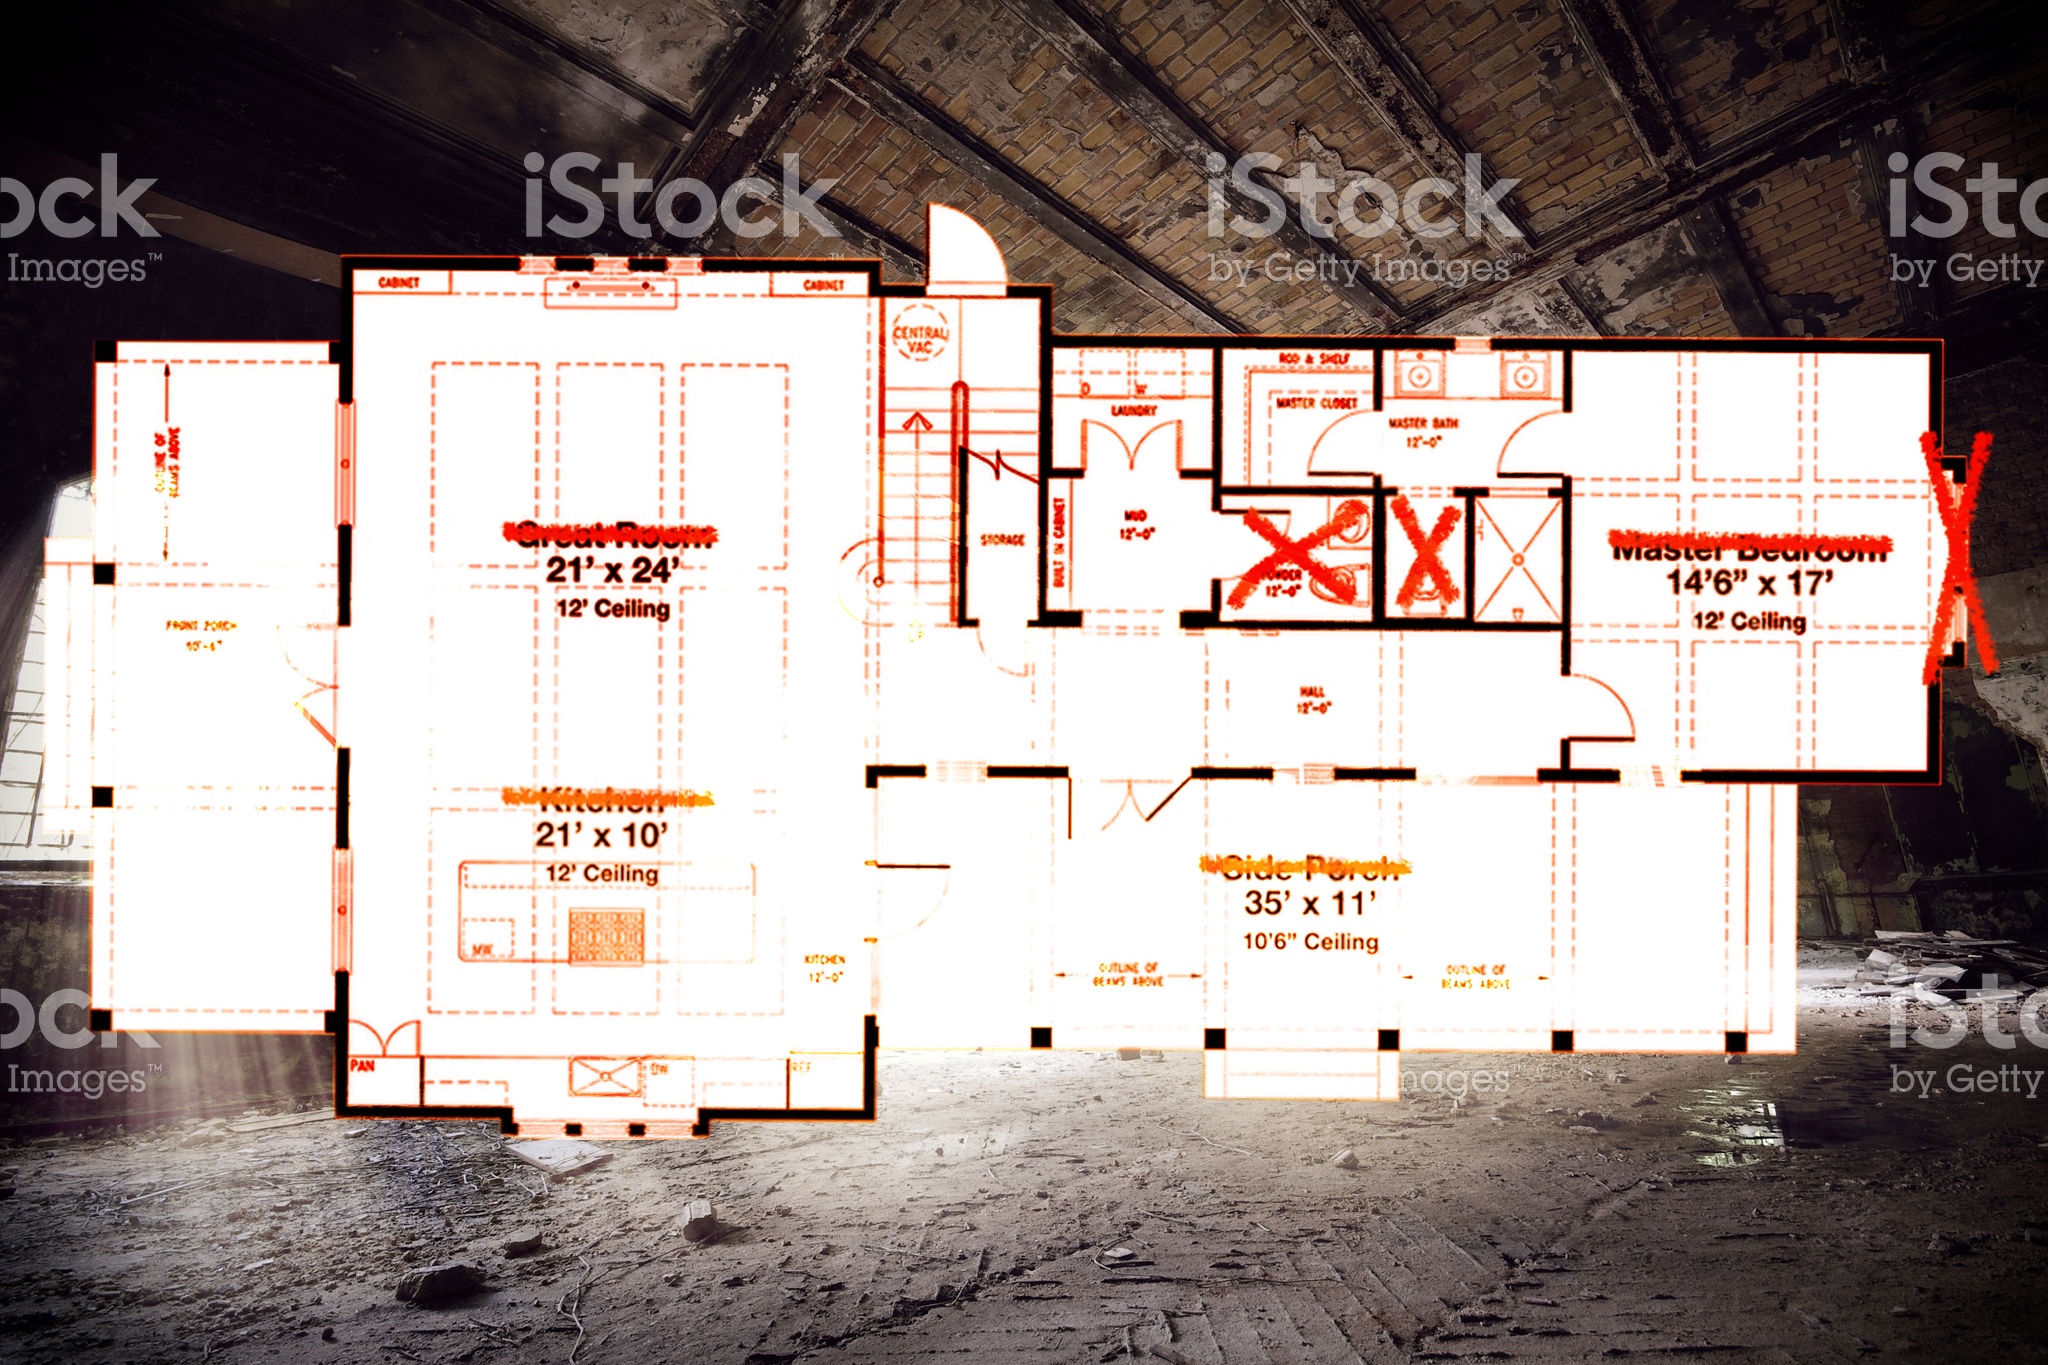 ock
Images™
iStock
iStock
by Getty Images™
iSto
by Getty
CABINET
CABINET
CENTRAL
VAC
ROD & SHELF
MASTER CLOSET
D
W
LAUNDRY
MASTER BATH
12'-0"
OUTLINE OF
BEAMS ABOVE
BUILT IN CABINET
MUD
12'-0"
STORAGE
Great Room
21' x 24'
12' Ceiling
POWDER
12'-0"
Master Bedroom
14'6" x 17'
12' Ceiling
FRONT PORCH
10'-6"
HALL
12'-0"
Kitchen
21' x 10'
12' Ceiling
MW
KITCHEN
12'-0"
Side Porch
35' x 11'
10'6" Ceiling
OUTLINE OF
BEAMS ABOVE
OUTLINE OF
BEAMS ABOVE
PAN
DW
REF
ock
Images™
mages™
iSto
by Getty